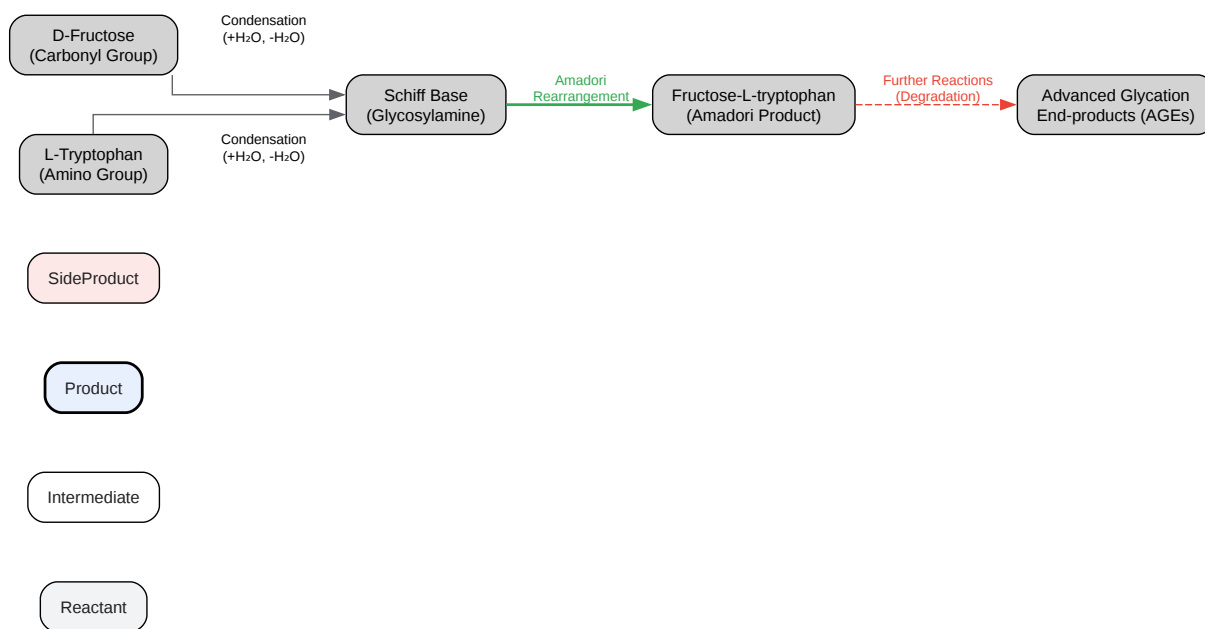 D-Fructose
(Carbonyl Group)
Condensation
(+H₂O, -H₂O)
L-Tryptophan
(Amino Group)
Condensation
(+H₂O, -H₂O)
Schiff Base
(Glycosylamine)
Amadori
Rearrangement
Fructose-L-tryptophan
(Amadori Product)
Further Reactions
(Degradation)
Advanced Glycation
End-products (AGEs)
SideProduct
Product
Intermediate
Reactant